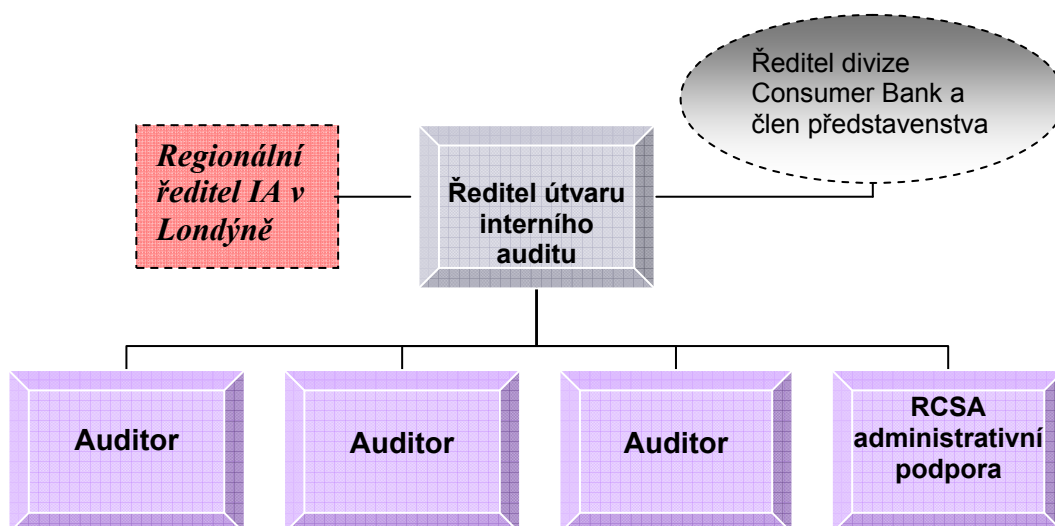 Ředitel divize
Consumer Bank a
člen představenstva
Regionální
ředitel IA v
Londýně
Ředitel útvaru
interního
auditu
Auditor
Auditor
Auditor
RCSA
administrativní
podpora